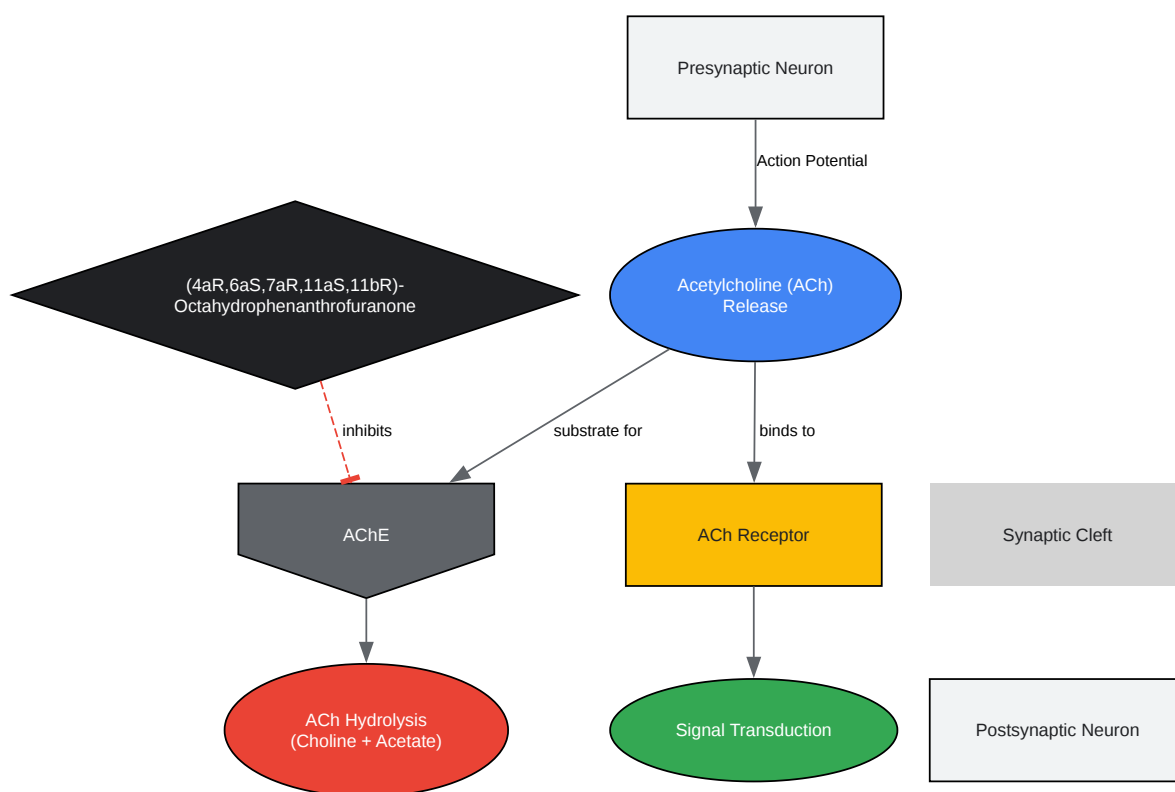 Presynaptic Neuron
Action Potential
(4aR,6aS,7aR,11aS,11bR)-
Octahydrophenanthrofuranone
Acetylcholine (ACh)
Release
inhibits
substrate for
binds to
AChE
ACh Receptor
Synaptic Cleft
ACh Hydrolysis
(Choline + Acetate)
Signal Transduction
Postsynaptic Neuron